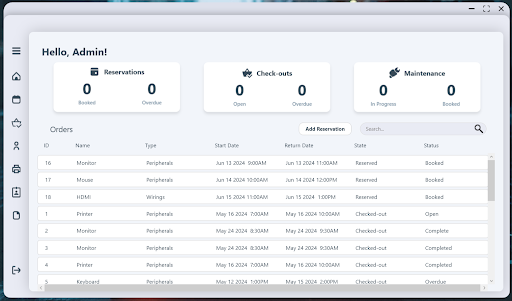 Hello, Admin!
Reservations
0 0
Booked Overdue
Check-outs
0 0
Open Overdue
Maintenance
0 0
In Progress Booked
Orders
Add Reservation
Search...
ID Name Type Start Date Return Date State Status
16 Monitor Peripherals Jun 13 2024 9:00AM Jun 13 2024 11:00AM Reserved Booked
17 Mouse Peripherals Jun 14 2024 10:00AM Jun 14 2024 12:00PM Reserved Booked
18 HDMI Wirings Jun 15 2024 11:00AM Jun 15 2024 1:00PM Reserved Booked
1 Printer Peripherals May 16 2024 7:00AM May 16 2024 10:00AM Checked-out Open
2 Monitor Peripherals May 24 2024 8:30AM May 24 2024 9:30AM Checked-out Complete
3 Monitor Peripherals May 24 2024 8:30AM May 24 2024 9:30AM Checked-out Completed
4 Printer Peripherals May 16 2024 7:00AM May 16 2024 10:00AM Checked-out Completed
5 Keyboard Peripherals May 12 2024 1:00PM May 15 2024 2:00PM Checked-out Overdue